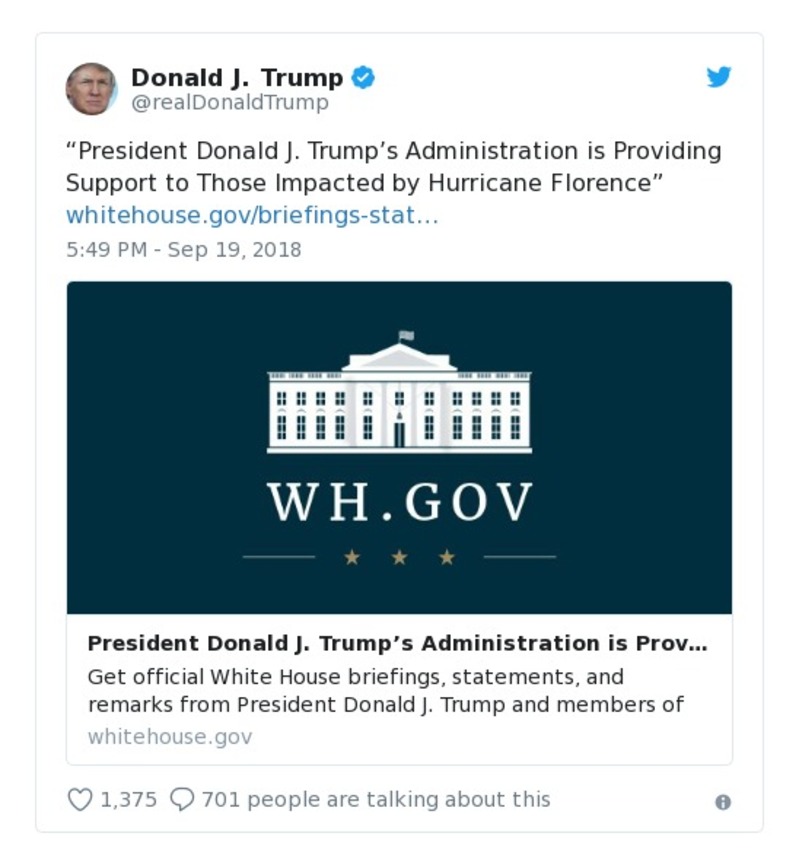 Donald J. Trump
@realDonaldTrump
“President Donald J. Trump’s Administration is Providing
Support to Those Impacted by Hurricane Florence”
whitehouse.gov/briefings-stat…
5:49 PM - Sep 19, 2018
WH.GOV
President Donald J. Trump’s Administration is Prov…
Get official White House briefings, statements, and
remarks from President Donald J. Trump and members of
whitehouse.gov
1,375 701 people are talking about this